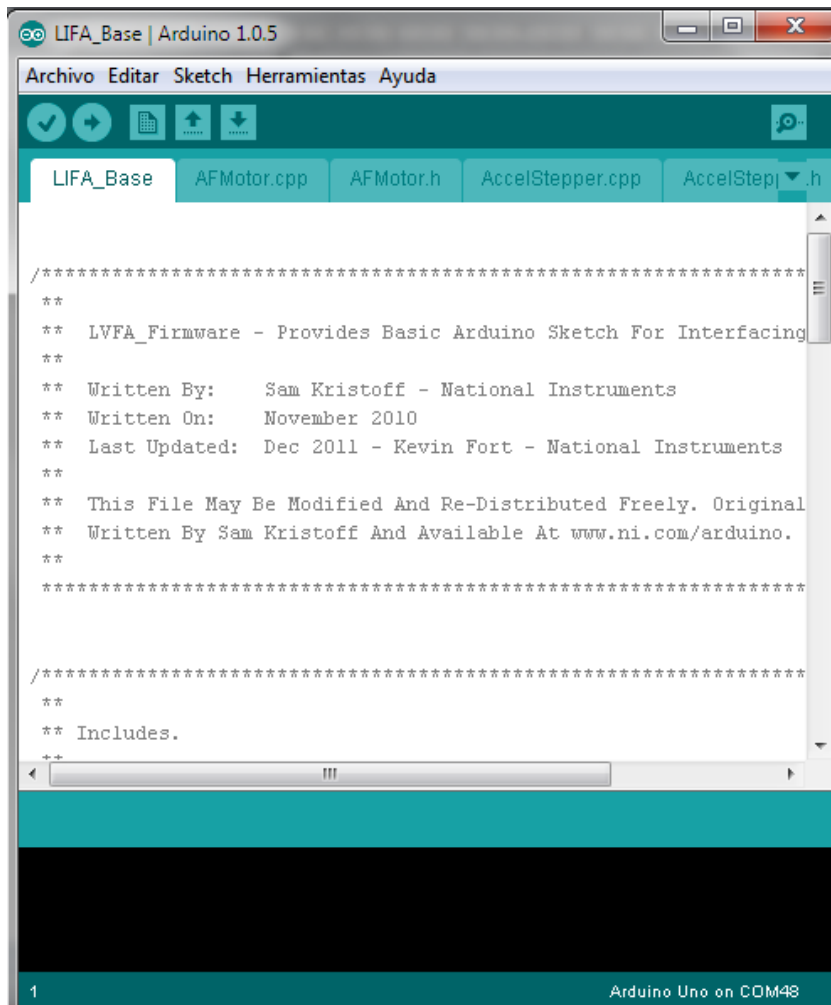 LIFA_Base | Arduino 1.0.5
Archivo Editar Sketch Herramientas Ayuda
LIFA_Base AFMotor.cpp AFMotor.h AccelStepper.cpp AccelStepp .h
/*****************************************************************
**
** LVFA_Firmware - Provides Basic Arduino Sketch For Interfacing
**
** Written By: Sam Kristoff - National Instruments
** Written On: November 2010
** Last Updated: Dec 2011 - Kevin Fort - National Instruments
**
** This File May Be Modified And Re-Distributed Freely. Original
** Written By Sam Kristoff And Available At www.ni.com/arduino.
**
*****************************************************************
/*****************************************************************
**
** Includes.
**
1 Arduino Uno on COM48